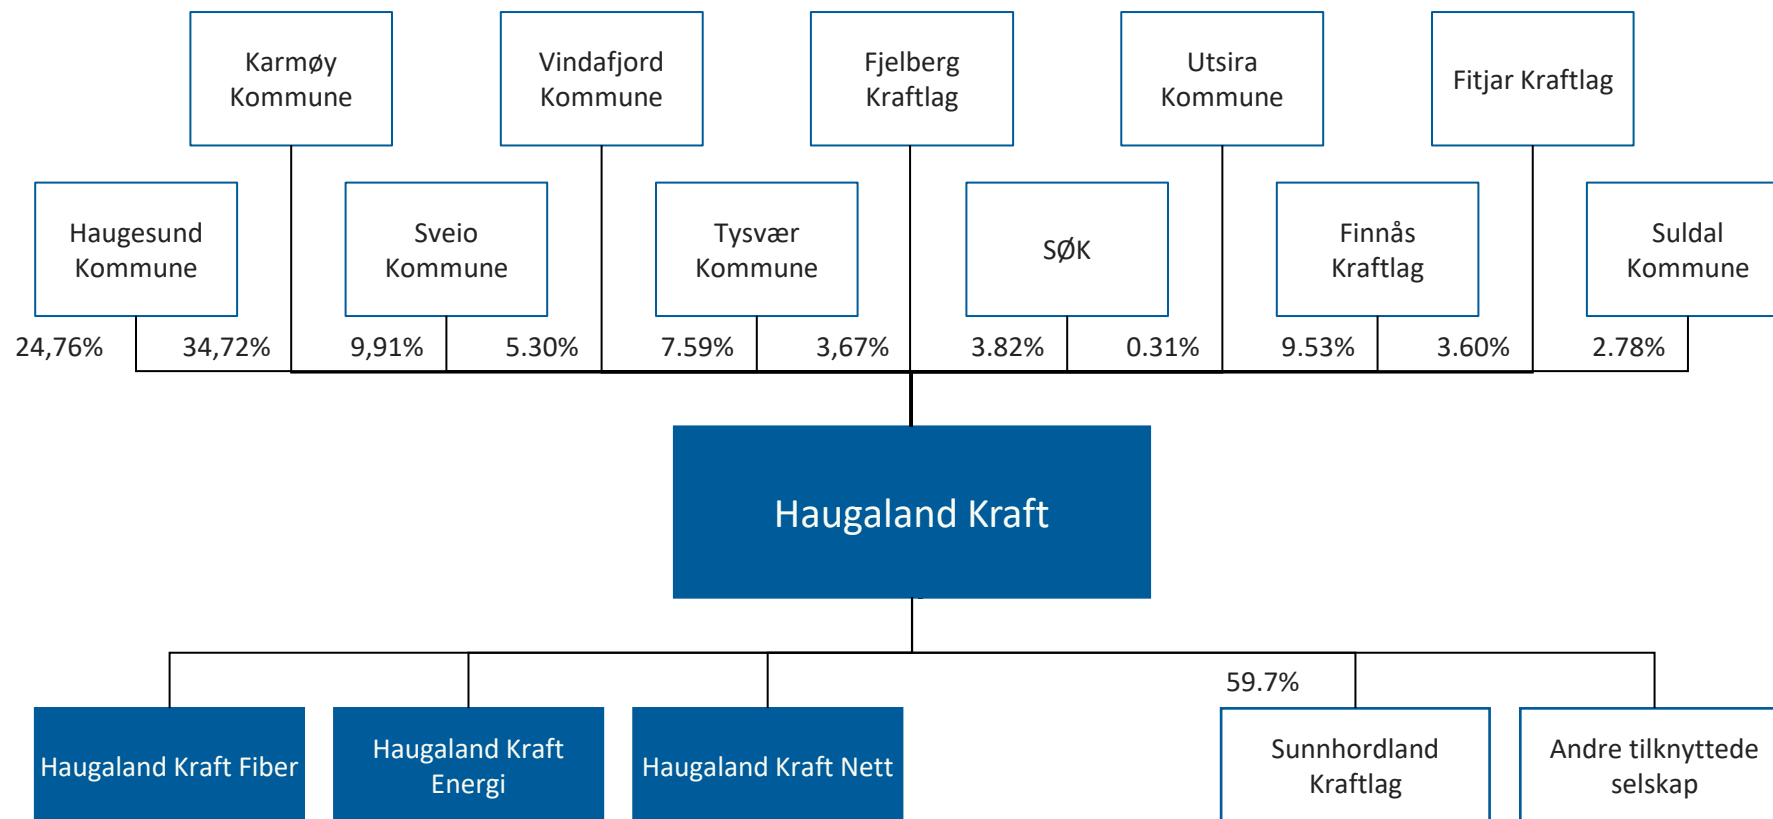 Karmøy
Kommune
Vindafjord
Kommune
Fjelberg
Kraftlag
Utsira
Kommune
Fitjar Kraftlag
Haugesund
Kommune
Sveio
Kommune
Tysvær
Kommune
SØK
Finnås
Kraftlag
Suldal
Kommune
24,76%
34,72%
9,91%
5.30%
7.59%
3,67%
3.82%
0.31%
9.53%
3.60%
2.78%
Haugaland Kraft
59.7%
Haugaland Kraft Fiber
Haugaland Kraft
Energi
Haugaland Kraft Nett
Sunnhordland
Kraftlag
Andre tilknyttede
selskap